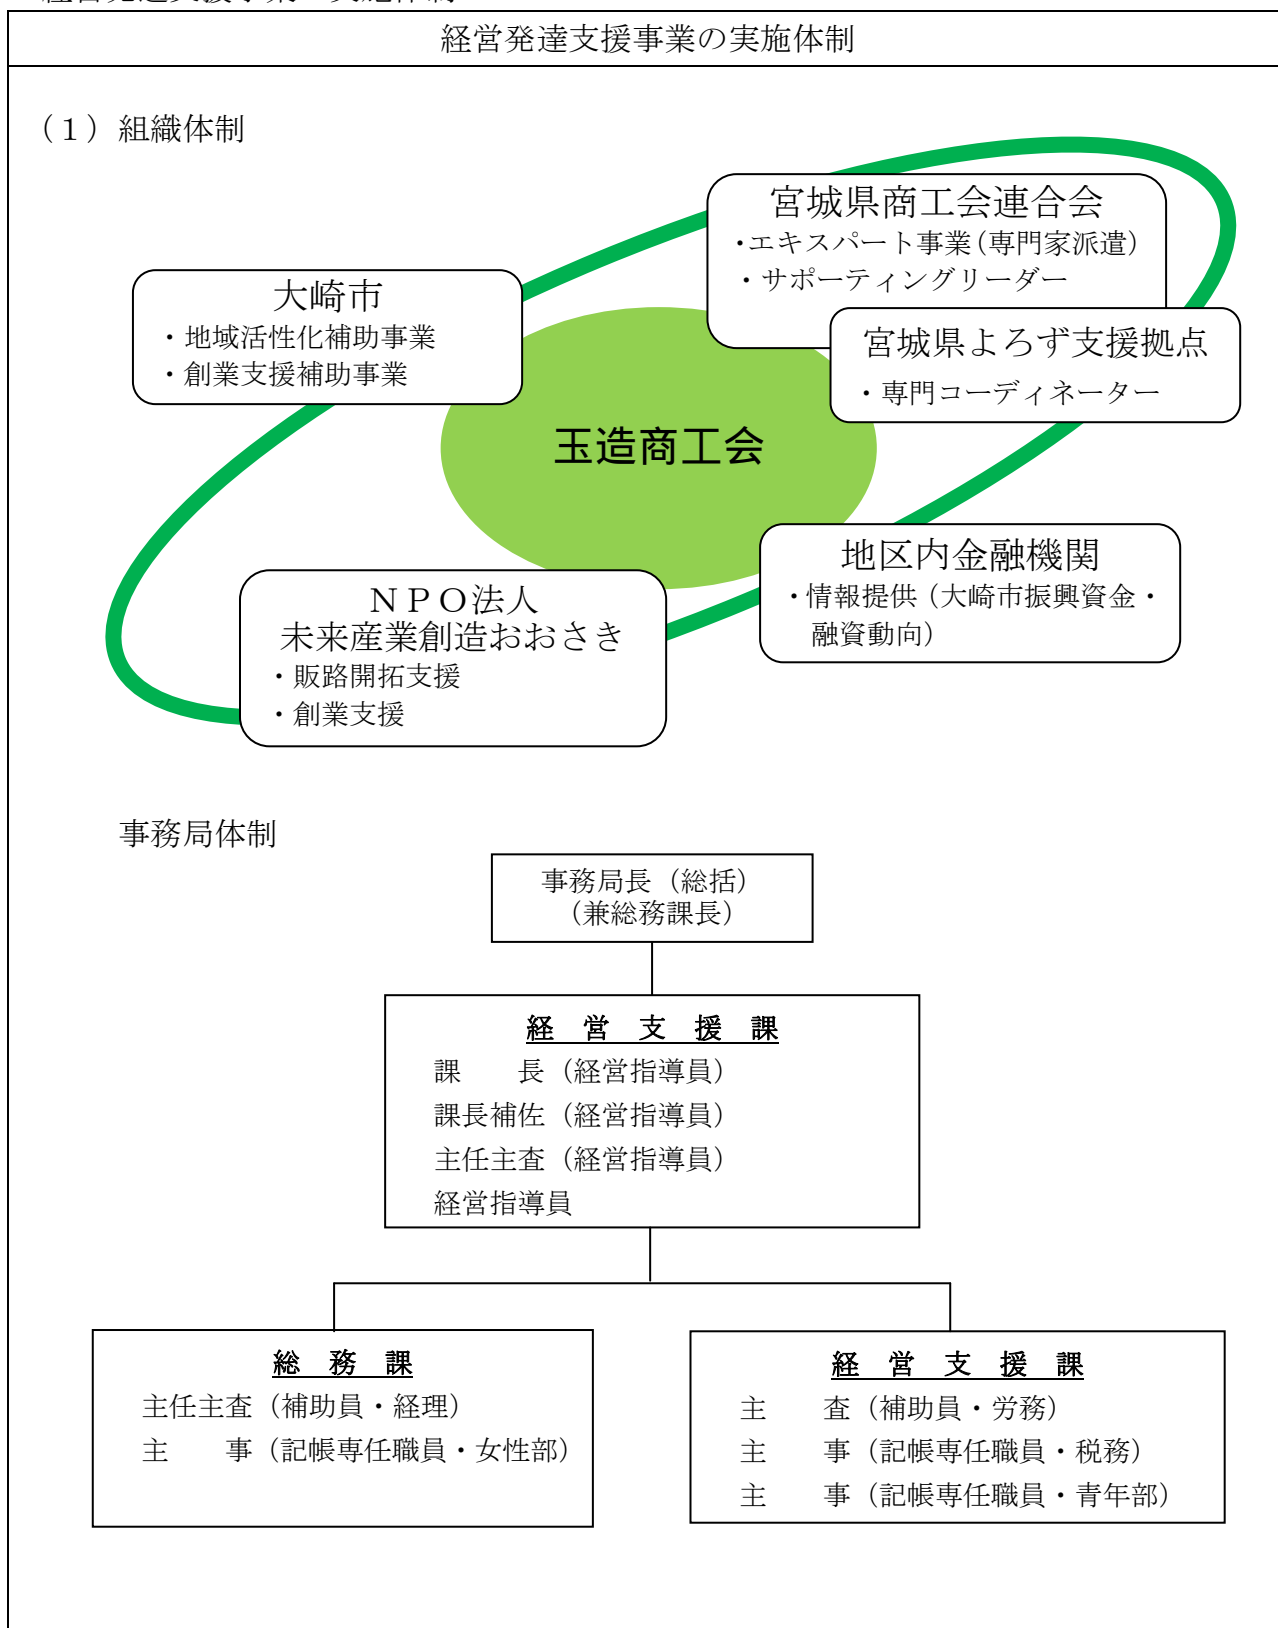 経営発達支援事業の実施体制
（１）組織体制
宮城県商工会連合会
・エキスパート事業（専門家派遣）
・サポーティングリーダー
大崎市
・地域活性化補助事業
・創業支援補助事業
宮城県よろず支援拠点
・専門コーディネーター
玉造商工会
地区内金融機関
・情報提供（大崎市振興資金・
融資動向）
ＮＰＯ法人
未来産業創造おおさき
・販路開拓支援
・創業支援
事務局体制
事務局長（総括）
（兼総務課長）
経　営　支　援　課
課　　長（経営指導員）
課長補佐（経営指導員）
主任主査（経営指導員）
経営指導員
総　務　課
主任主査（補助員・経理）
主　　事（記帳専任職員・女性部）
経　営　支　援　課
主　　査（補助員・労務）
主　　事（記帳専任職員・税務）
主　　事（記帳専任職員・青年部）